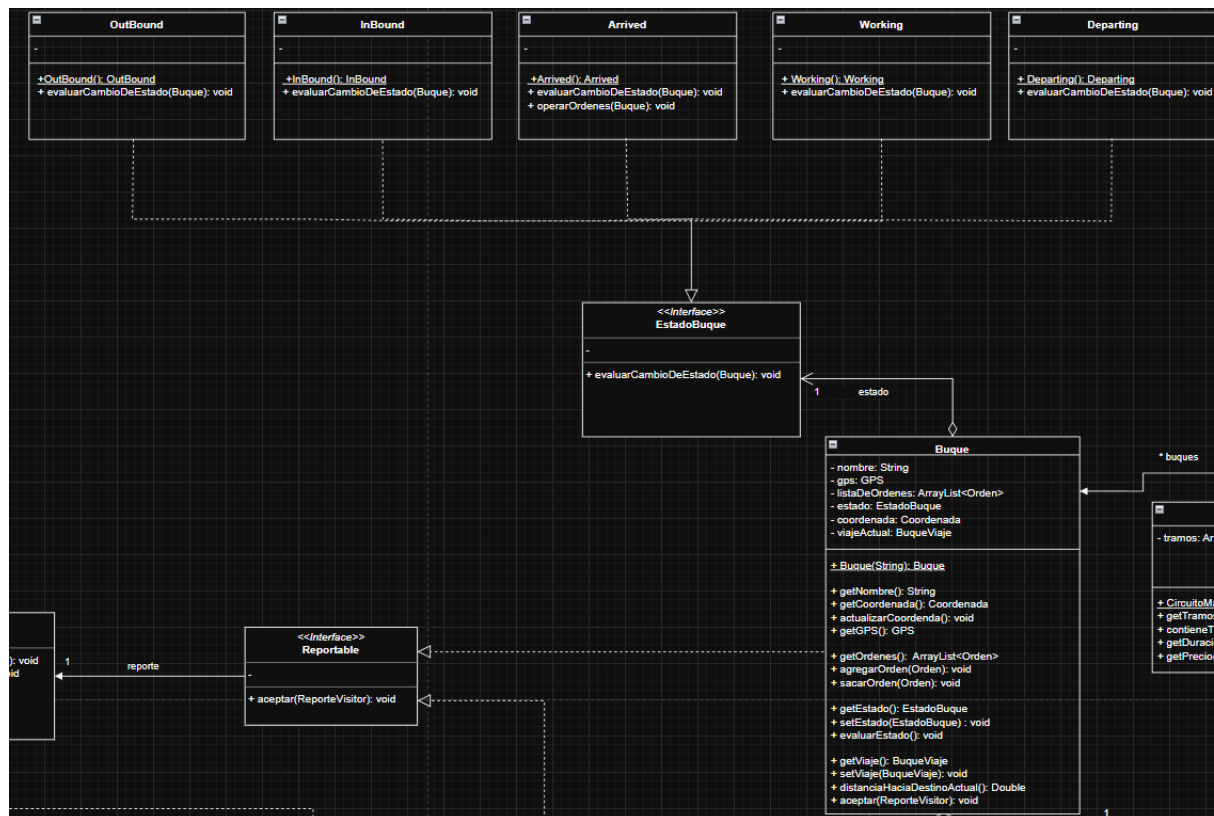 OutBound
-
+OutBound(): OutBound
+ evaluarCambioDeEstado(Buque): void
InBound
-
+InBound(): InBound
+ evaluarCambioDeEstado(Buque): void
Arrived
-
+Arrived(): Arrived
+ evaluarCambioDeEstado(Buque): void
+ operarOrdenes(Buque): void
Working
-
+ Working(): Working
+ evaluarCambioDeEstado(Buque): void
Departing
-
+ Departing(): Departing
+ evaluarCambioDeEstado(Buque): void
<<Interface>>
EstadoBuque
-
+ evaluarCambioDeEstado(Buque): void
1 estado
Buque
- nombre: String
- gps: GPS
- listaDeOrdenes: ArrayList<Orden>
- estado: EstadoBuque
- coordenada: Coordenada
- viajeActual: BuqueViaje
+ Buque(String): Buque
+ getNombre(): String
+ getCoordenada(): Coordenada
+ actualizarCoordenda(): void
+ getGPS(): GPS
+ getOrdenes(): ArrayList<Orden>
+ agregarOrden(Orden): void
+ sacarOrden(Orden): void
+ getEstado(): EstadoBuque
+ setEstado(EstadoBuque) : void
+ evaluarEstado(): void
+ getViaje(): BuqueViaje
+ setViaje(BuqueViaje): void
+ distanciaHaciaDestinoActual(): Double
+ aceptar(ReporteVisitor): void
* buques
- tramos: Ar
+ CircuitoMa
+ getTramos
+ contieneT
+ getDuraci
+ getPrecio
): void
1
reporte
<<Interface>>
Reportable
-
+ aceptar(ReporteVisitor): void
1